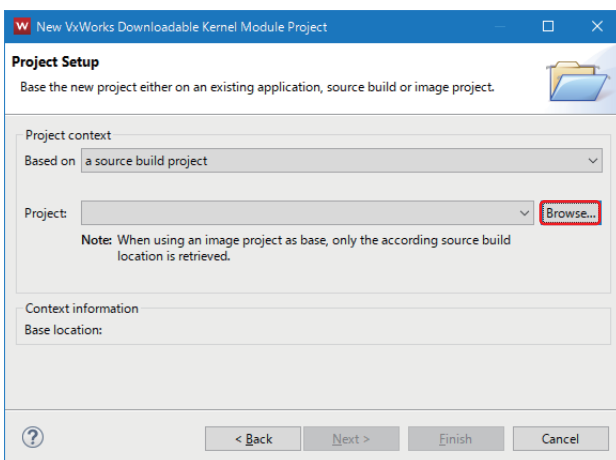 New VxWorks Downloadable Kernel Module Project
Project Setup
Base the new project either on an existing application, source build or image project.
Project context
Based on a source build project
Project: Browse...
Note: When using an image project as base, only the according source build
location is retrieved.
Context information
Base location:
< Back Next > Finish Cancel